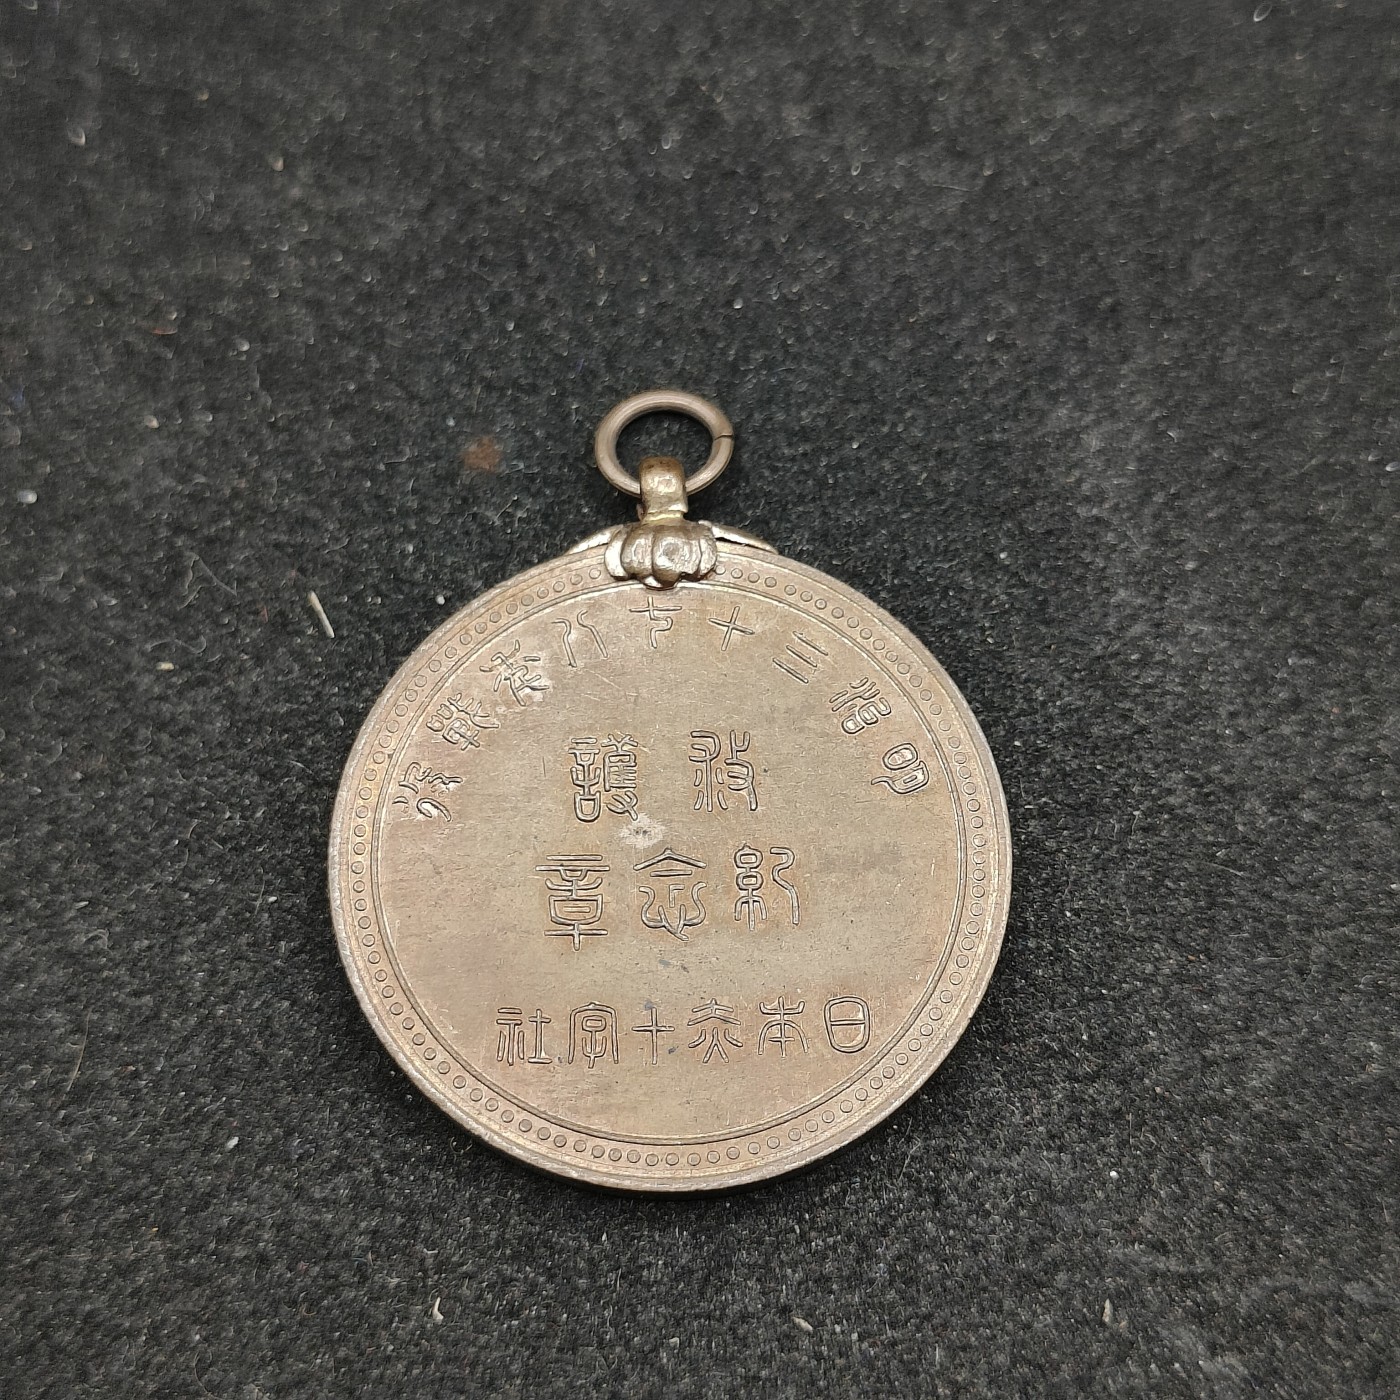 明治三十七八年戰役
救護
紀念章
日本赤十字社